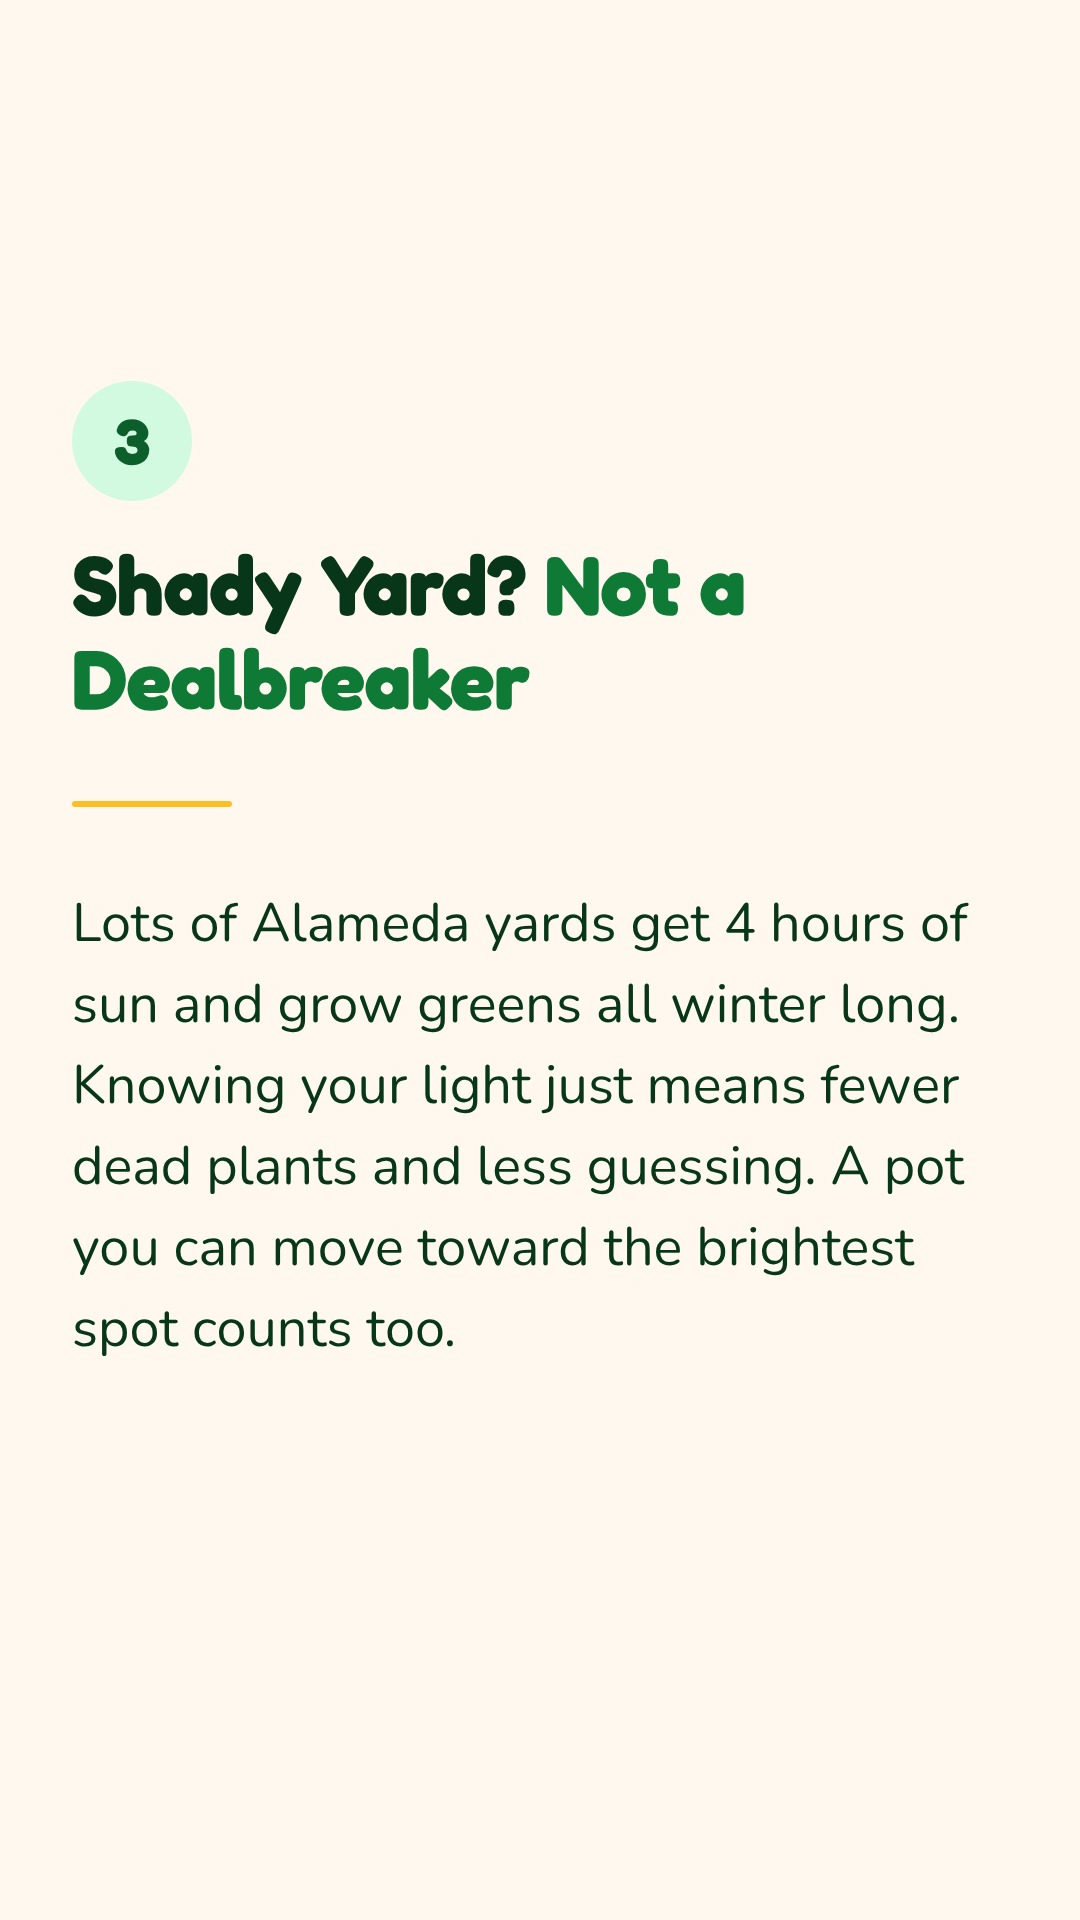 3
Shady Yard? Not a
Dealbreaker
Lots of Alameda yards get 4 hours of
sun and grow greens all winter long.
Knowing your light just means fewer
dead plants and less guessing. A pot
you can move toward the brightest
spot counts too.